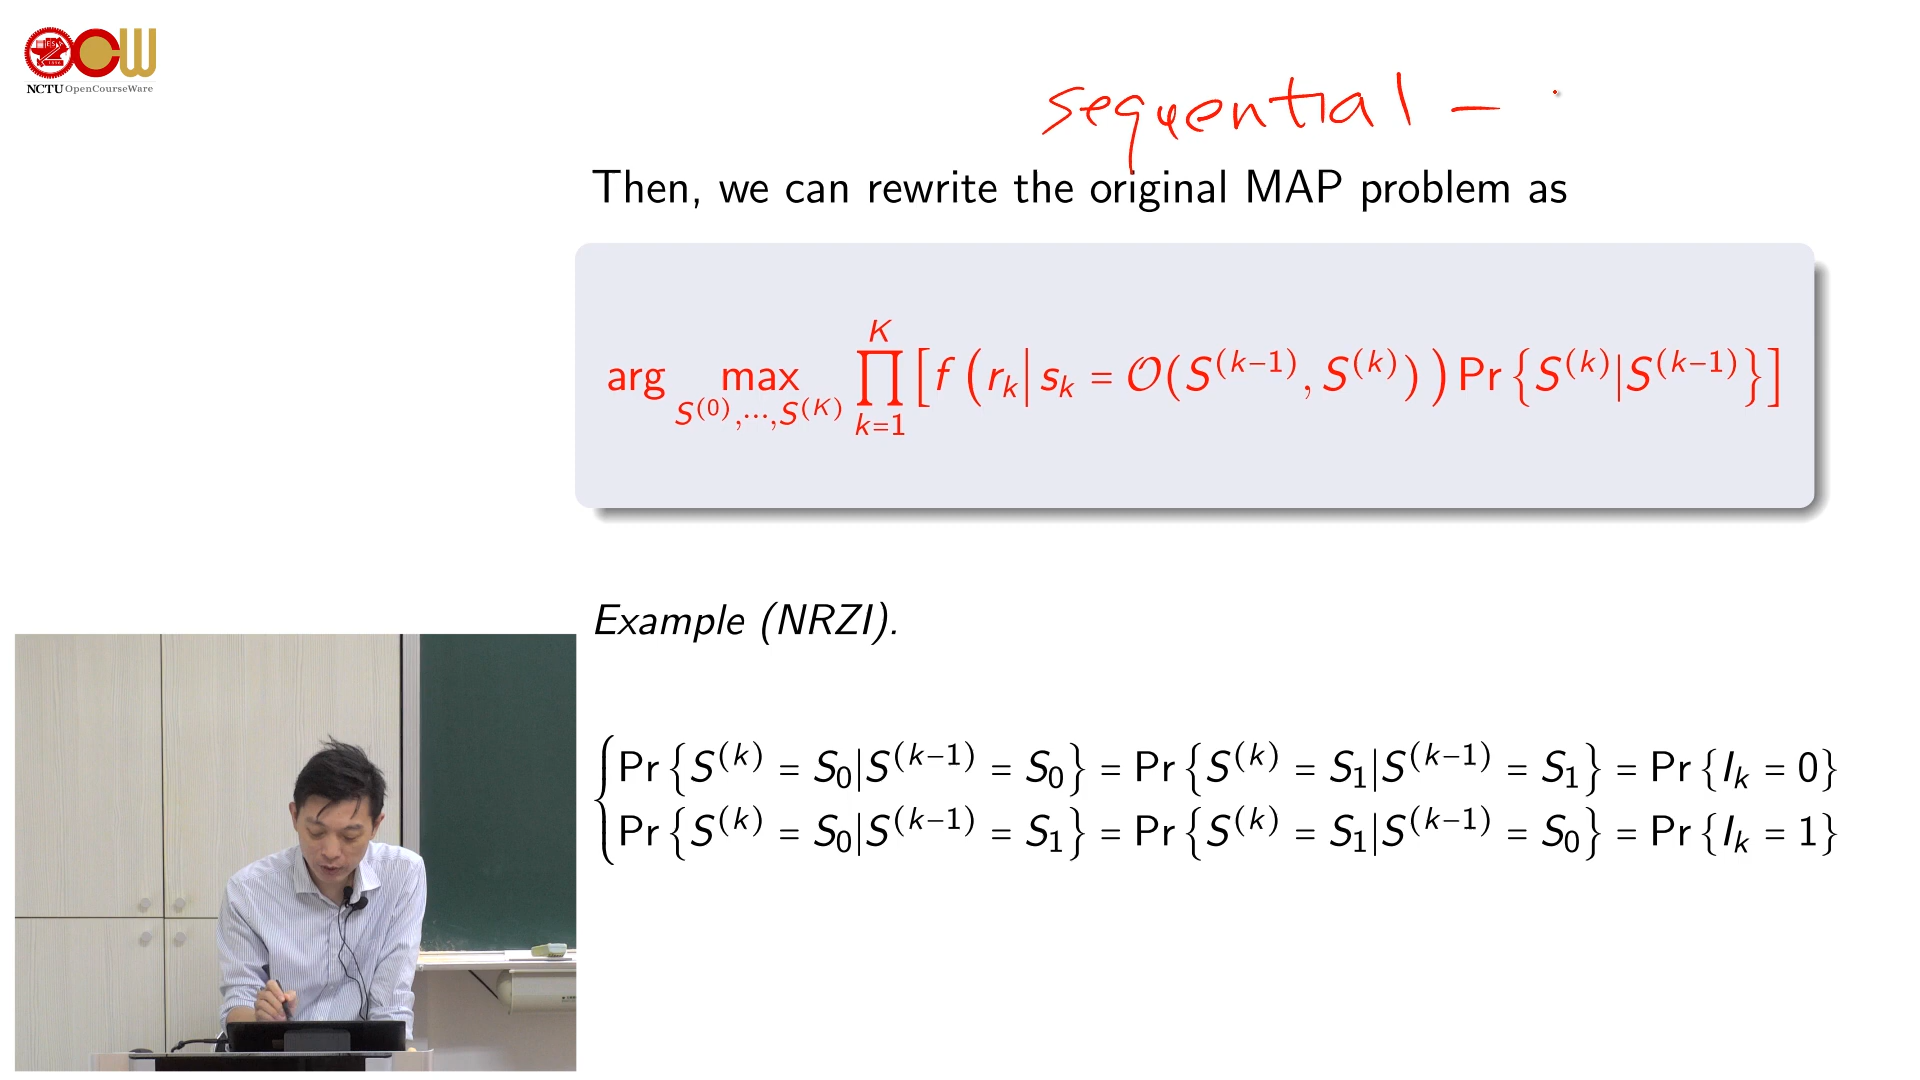 NCTU OpenCourseWare
sequential –
Then, we can rewrite the original MAP problem as
arg max_{S^{(0)},⋯,S^{(K)}} ∏_{k=1}^{K} [f (r_k| s_k = 𝒪(S^{(k−1)}, S^{(k)}) ) Pr {S^{(k)}|S^{(k−1)}}]
Example (NRZI).
{ Pr {S^{(k)} = S_0|S^{(k−1)} = S_0} = Pr {S^{(k)} = S_1|S^{(k−1)} = S_1} = Pr {I_k = 0}
Pr {S^{(k)} = S_0|S^{(k−1)} = S_1} = Pr {S^{(k)} = S_1|S^{(k−1)} = S_0} = Pr {I_k = 1}